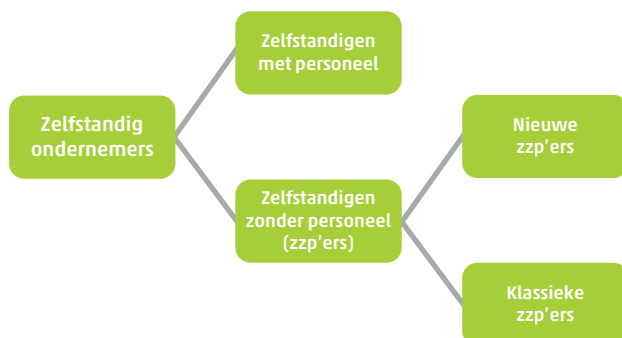 Zelfstandigen
met personeel
Zelfstandig
ondernemers
Nieuwe
zzp'ers
Zelfstandigen
zonder personeel
(zzp'ers)
Klassieke
zzp'ers